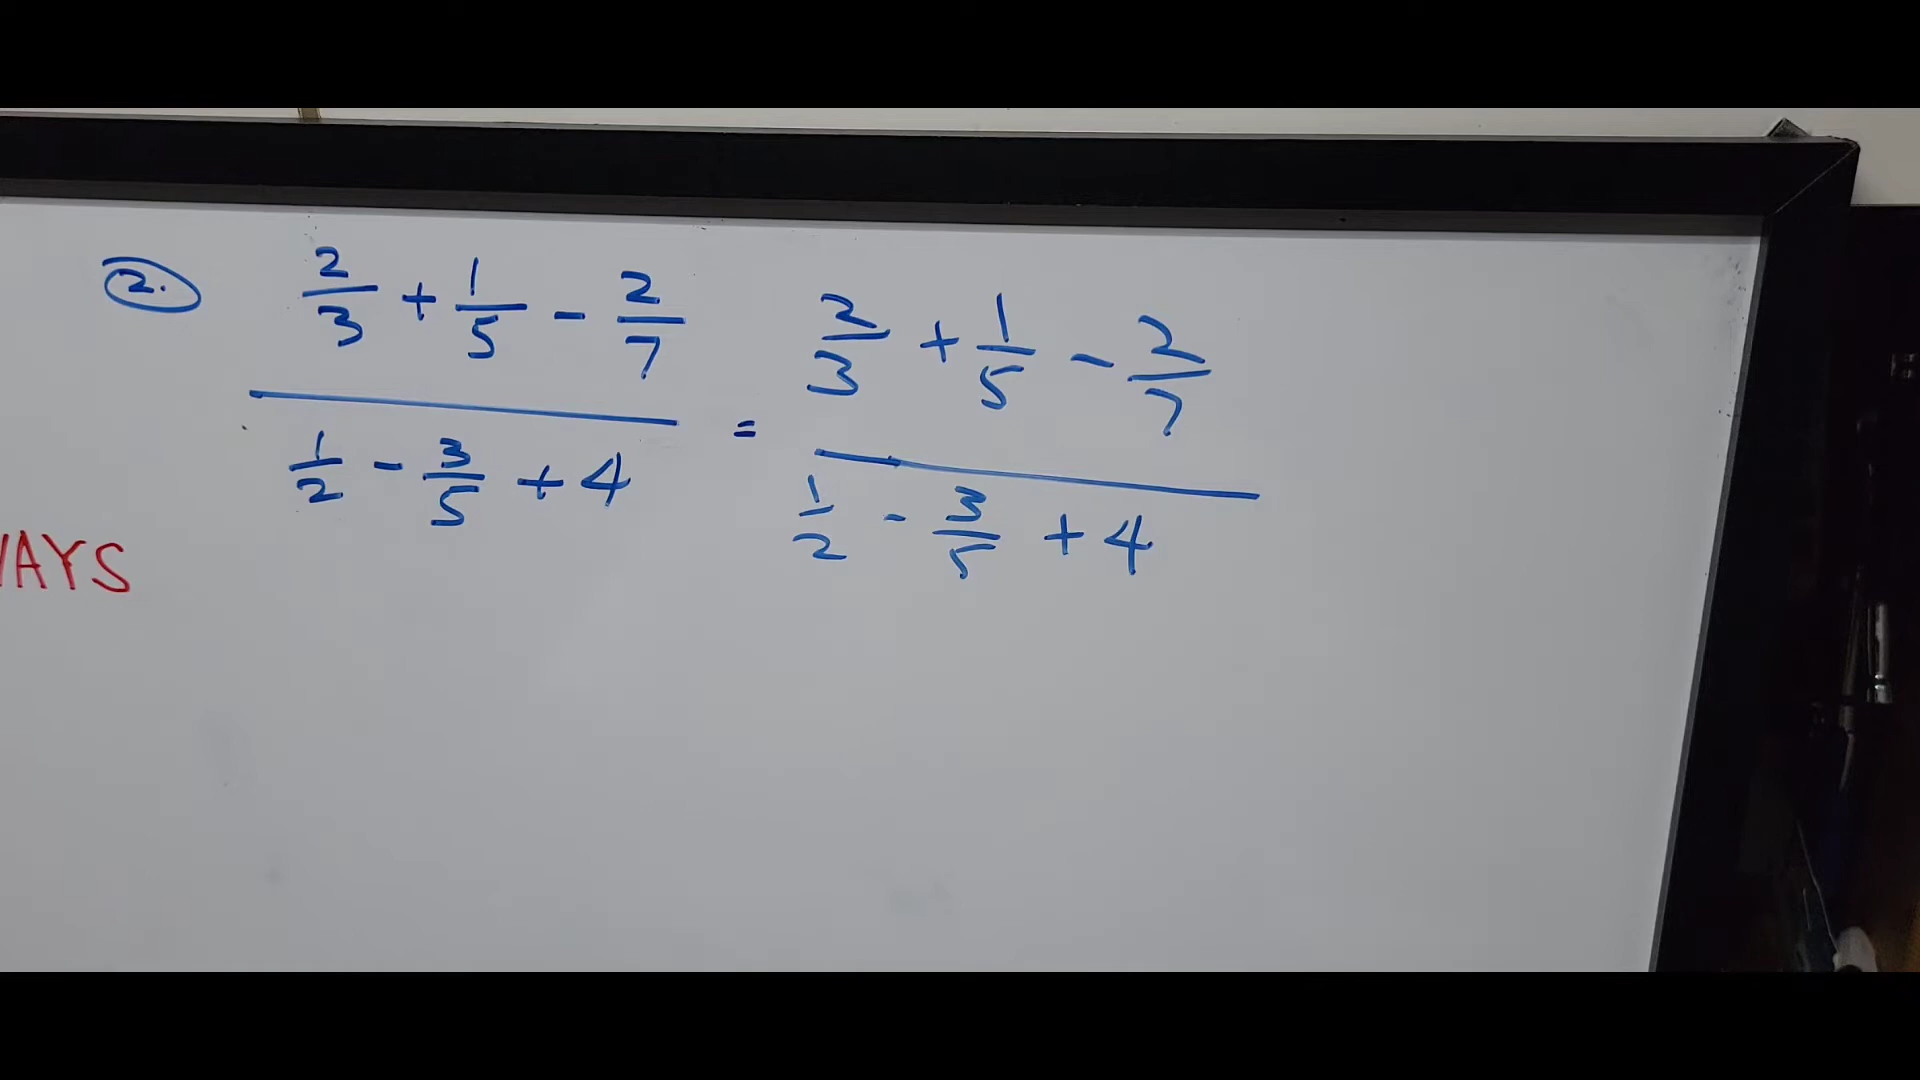 2. 2/3 + 1/5 - 2/7 = 2/3 + 1/5 - 2/7
1/2 - 3/5 + 4 1/2 - 3/5 + 4
WAYS